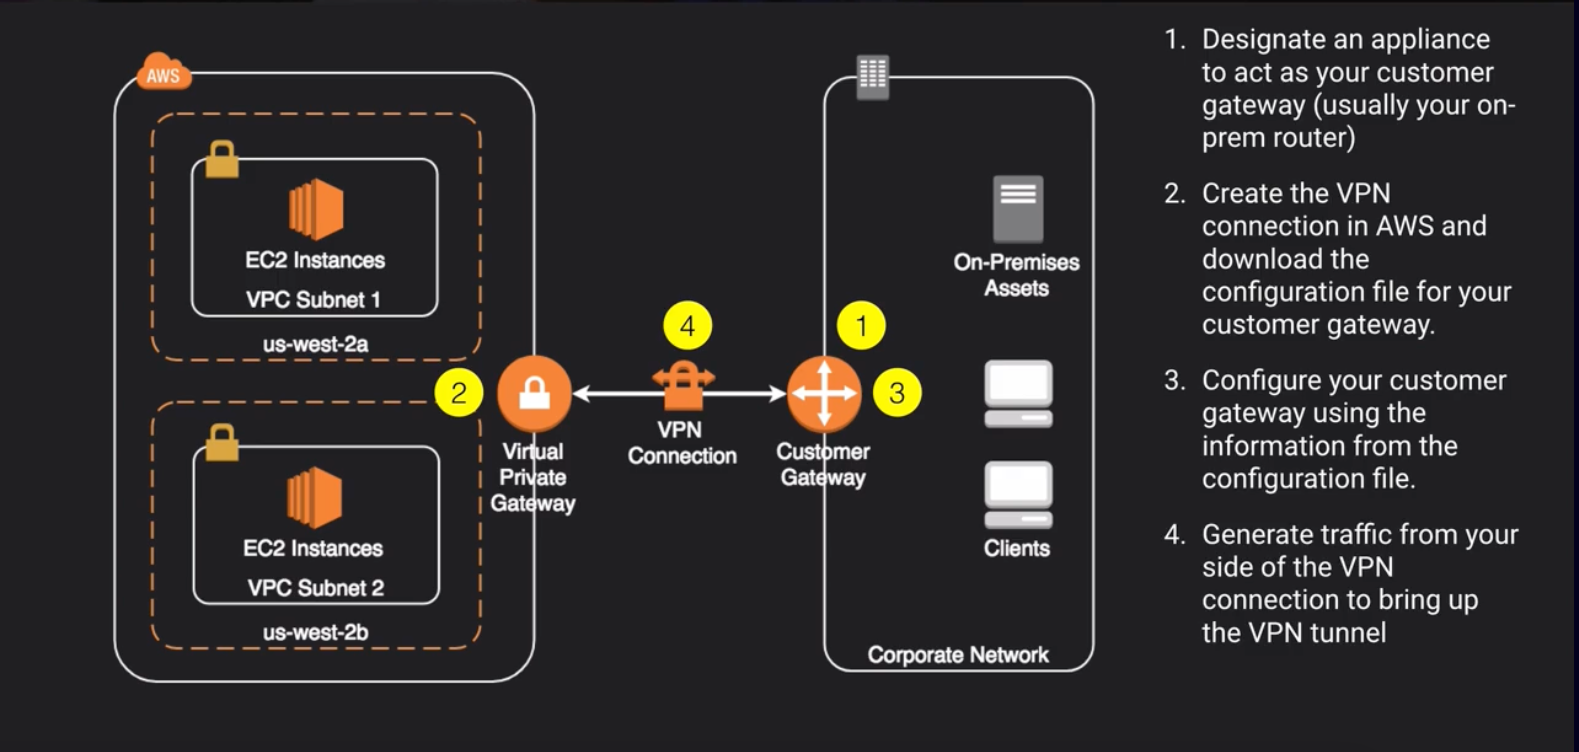 AWS
EC2 Instances
VPC Subnet 1
us-west-2a
EC2 Instances
VPC Subnet 2
us-west-2b
2
Virtual
Private
Gateway
4
VPN
Connection
1
3
Customer
Gateway
On-Premises
Assets
Clients
Corporate Network
1. Designate an appliance
to act as your customer
gateway (usually your on-
prem router)
2. Create the VPN
connection in AWS and
download the
configuration file for your
customer gateway.
3. Configure your customer
gateway using the
information from the
configuration file.
4. Generate traffic from your
side of the VPN
connection to bring up
the VPN tunnel